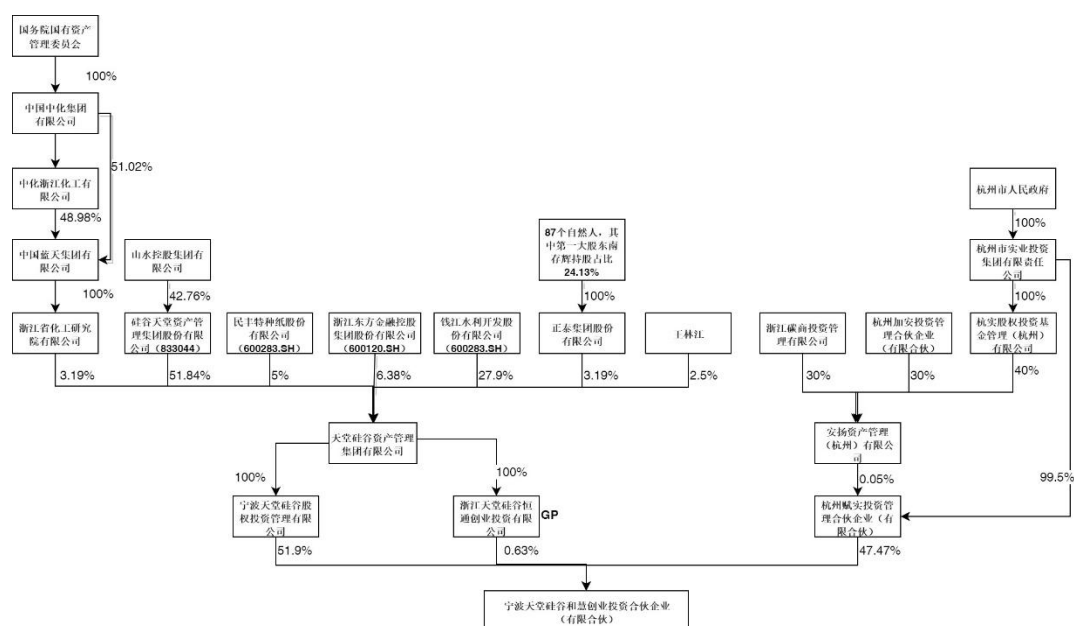 国务院国有资产
管理委员会
100%
中国中化集团
有限公司
51.02%
中化浙江化工有
限公司
48.98%
杭州市人民政府
100%
中国蓝天集团有
限公司
山水控股集团有
限公司
87个自然人，其
中第一大股东南
存辉持股占比
24.13%
杭州市实业投资
集团有限责任
公司
100%
42.76%
100%
100%
浙江省化工研究
院有限公司
硅谷天堂资产管
理集团股份有限
公司（833044）
民丰特种纸股份
有限公司
(600283.SH)
浙江东方金融控股
集团股份有限公
司（600120.SH)
钱江水利开发股
份有限公司
(600283.SH)
正泰集团股份有
限公司
王林江
浙江碳商投资管
理有限公司
杭州加安投资管
理合伙企业
（有限合伙）
杭实股权投资基
金管理（杭州）
有限公司
3.19%
51.84%
5%
6.38%
27.9%
3.19%
2.5%
30%
30%
40%
天堂硅谷资产管理
集团有限公司
安扬资产管理
（杭州）有限公
司
100%
100%
0.05%
99.5%
宁波天堂硅谷股
权投资管理有限
公司
浙江天堂硅谷恒
通创业投资有限
公司
GP
杭州赋实投资管
理合伙企业（有
限合伙）
51.9%
0.63%
47.47%
宁波天堂硅谷和慧创业投资合伙企业
（有限合伙）